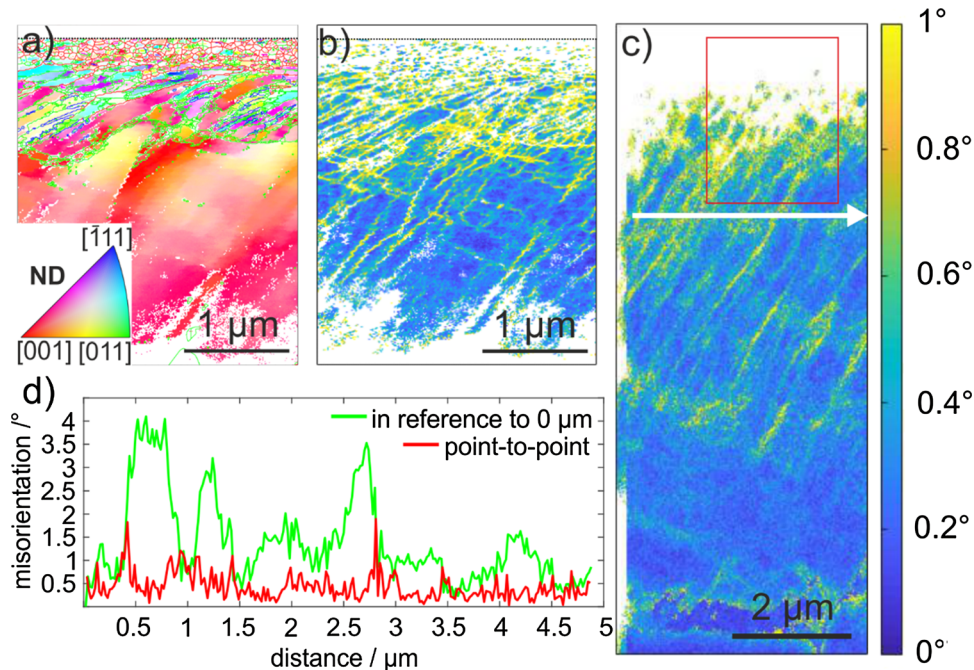 a)
b)
c)
[1̄11]
ND
[001] [011]
1 µm
1 µm
2 µm
1°
0.8°
0.6°
0.4°
0.2°
0°
d)
in reference to 0 µm
point-to-point
misorientation /°
4
3.5
3
2.5
2
1.5
1
0.5
0.5 1 1.5 2 2.5 3 3.5 4 4.5 5
distance / µm